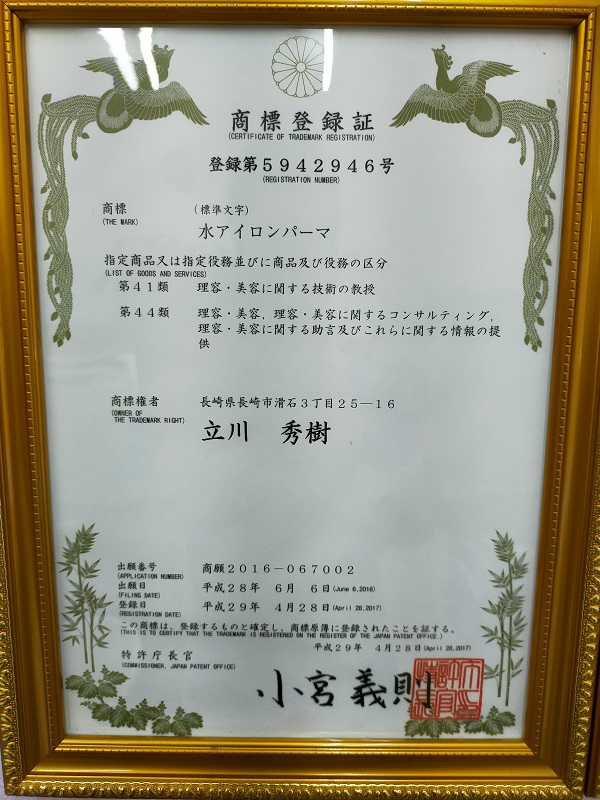 商標登録証
(CERTIFICATE OF TRADEMARK REGISTRATION)
登録第5942946号
(REGISTRATION NUMBER)
商標 (標準文字)
(THE MARK) 水アイロンパーマ
指定商品又は指定役務並びに商品及び役務の区分
(LIST OF GOODS AND SERVICES)
第41類 理容・美容に関する技術の教授
第44類 理容・美容,理容・美容に関するコンサルティング,
理容・美容に関する助言及びこれらに関する情報の提
供
商標権者 長崎県長崎市滑石3丁目25―16
(OWNER OF
THE TRADEMARK RIGHT) 立川 秀樹
出願番号 商願2016-067002
(APPLICATION NUMBER)
出願日 平成28年 6月 6日(June 6,2016)
(FILING DATE)
登録日 平成29年 4月28日(April 28,2017)
(REGISTRATION DATE)
この商標は、登録するものと確定し、商標原簿に登録されたことを証する。
(THIS IS TO CERTIFY THAT THE TRADEMARK IS REGISTERED ON THE REGISTER OF THE JAPAN PATENT OFFICE.)
平成29年 4月28日(April 28,2017)
特許庁長官
(COMMISSIONER, JAPAN PATENT OFFICE)
小宮義則